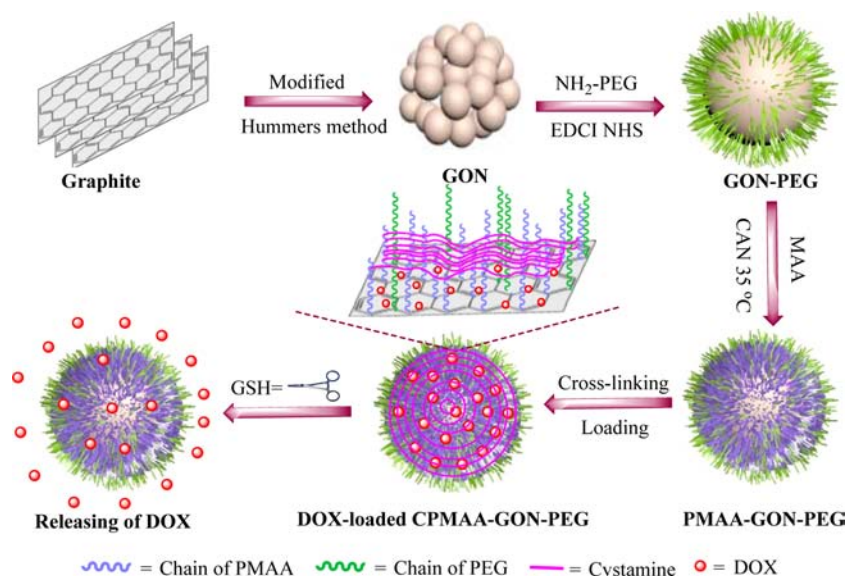 Modified
Hummers method
NH₂-PEG
EDCI NHS
Graphite
GON
GON-PEG
MAA
CAN 35 °C
GSH=
Cross-linking
Loading
Releasing of DOX
DOX-loaded CPMAA-GON-PEG
PMAA-GON-PEG
= Chain of PMAA = Chain of PEG = Cystamine = DOX